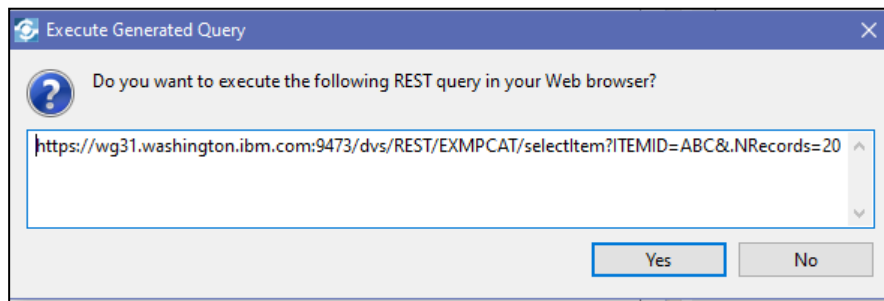 Execute Generated Query
Do you want to execute the following REST query in your Web browser?
https://wg31.washington.ibm.com:9473/dvs/REST/EXMPCAT/selectItem?ITEMID=ABC&.NRecords=20
Yes No